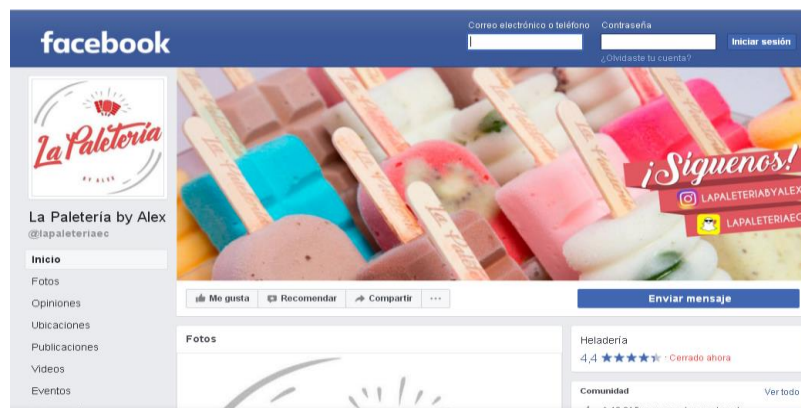 Correo electrónico o teléfono Contraseña
facebook
Iniciar sesión
¿Olvidaste tu cuenta?
La Paletería
BY ALEX
¡Síguenos!
LAPALETERIABYALEX
LAPALETERIAEC
La Paletería by Alex
@lapaleteriaec
Inicio
Fotos
Opiniones
Ubicaciones
Publicaciones
Videos
Eventos
Me gusta Recomendar Compartir ...
Enviar mensaje
Fotos
Heladería
4,4 · Cerrado ahora
Comunidad Ver todo